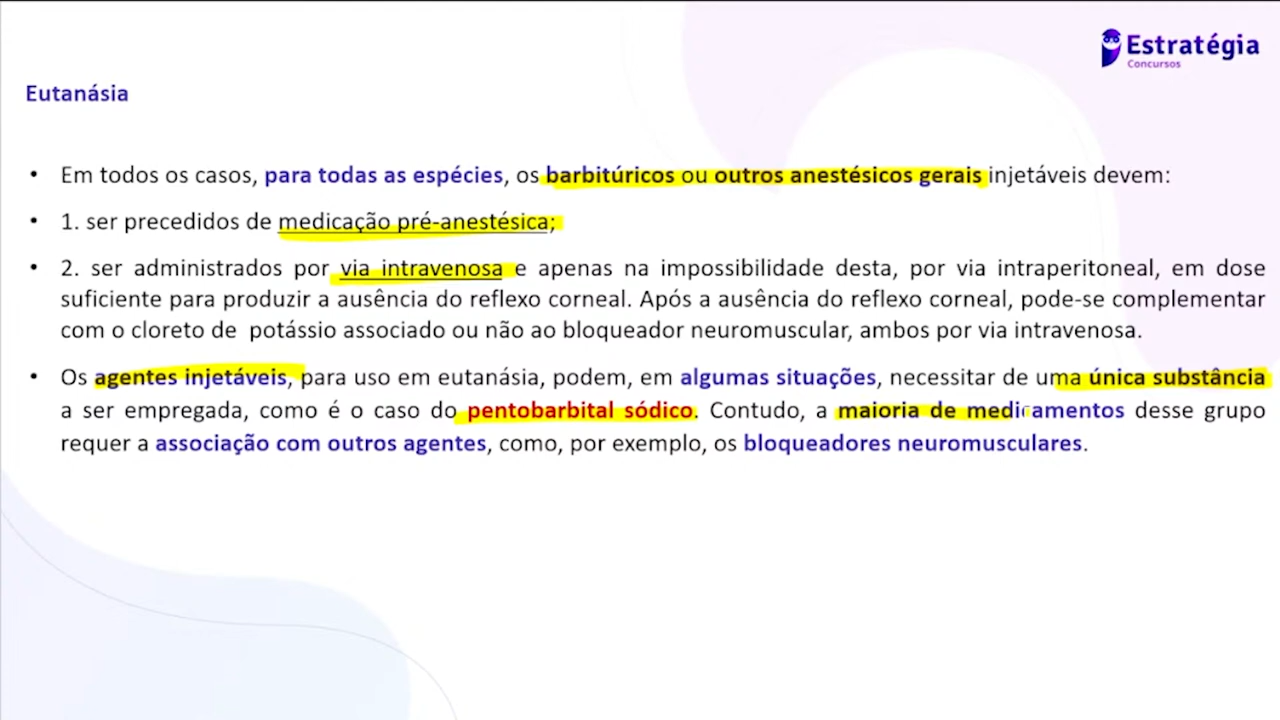 Estratégia
Concursos
Eutanásia
• Em todos os casos, para todas as espécies, os barbitúricos ou outros anestésicos gerais injetáveis devem:
• 1. ser precedidos de medicação pré-anestésica;
• 2. ser administrados por via intravenosa e apenas na impossibilidade desta, por via intraperitoneal, em dose
suficiente para produzir a ausência do reflexo corneal. Após a ausência do reflexo corneal, pode-se complementar
com o cloreto de potássio associado ou não ao bloqueador neuromuscular, ambos por via intravenosa.
• Os agentes injetáveis, para uso em eutanásia, podem, em algumas situações, necessitar de uma única substância
a ser empregada, como é o caso do pentobarbital sódico. Contudo, a maioria de medicamentos desse grupo
requer a associação com outros agentes, como, por exemplo, os bloqueadores neuromusculares.